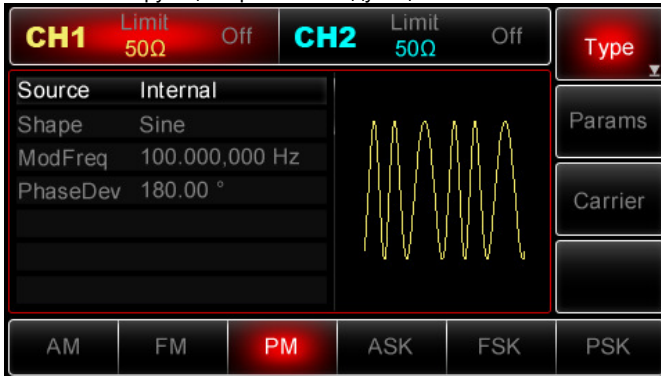 CH1 Limit 50Ω Off CH2 Limit 50Ω Off Type
Source Internal
Shape Sine
ModFreq 100.000,000 Hz
PhaseDev 180.00 °
Params
Carrier
AM FM PM ASK FSK PSK